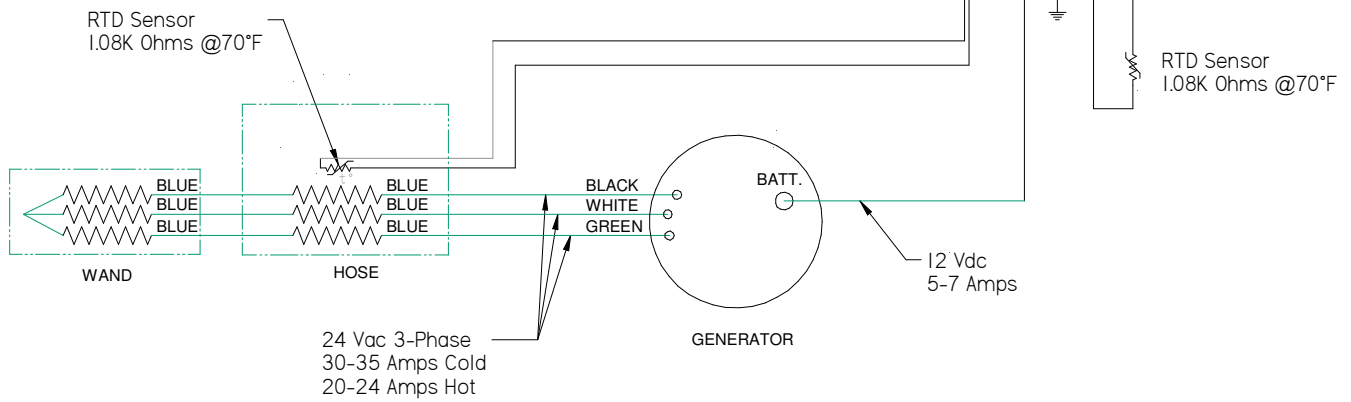 RTD Sensor
1.08K Ohms @70°F
RTD Sensor
1.08K Ohms @70°F
t°
BLUE
BLUE
BLACK
BATT.
BLUE
BLUE
WHITE
BLUE
BLUE
GREEN
WAND
HOSE
12 Vdc
5-7 Amps
24 Vac 3-Phase
30-35 Amps Cold
20-24 Amps Hot
GENERATOR